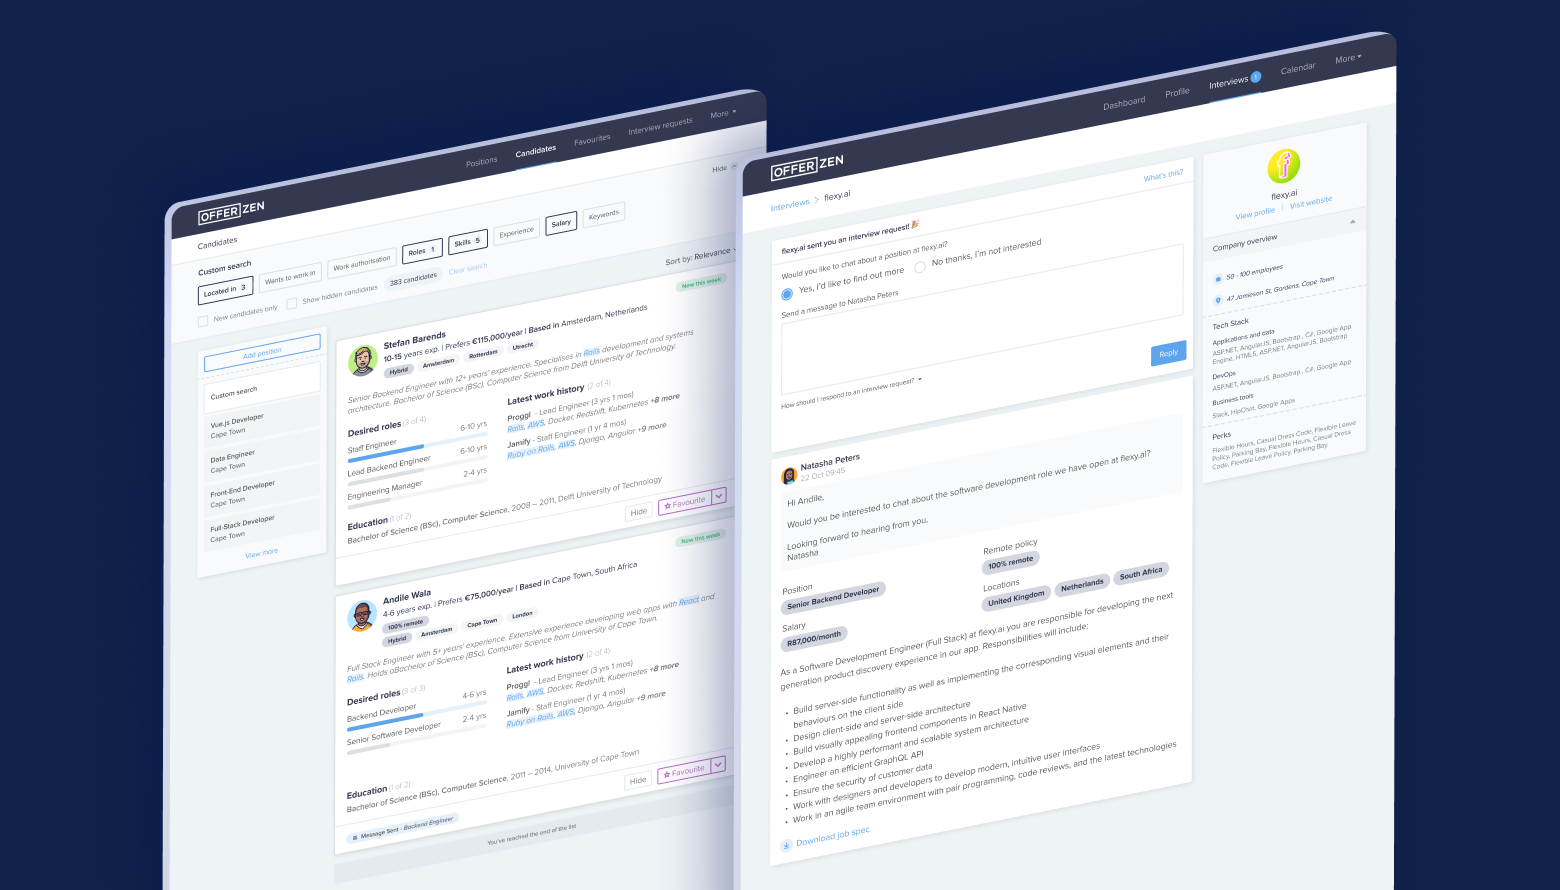 OFFERZEN
Positions
Candidates
Favourites
Interview requests
More
Candidates
Hide
Custom search
Located in 3
Wants to work in
Work authorisation
Roles 1
Skills 5
Experience
Salary
Keywords
New candidates only
Show hidden candidates
383 candidates
Clear search
Sort by: Relevance
Add position
Custom search
Vue.js Developer
Cape Town
Data Engineer
Cape Town
Front-End Developer
Cape Town
Full-Stack Developer
Cape Town
View more
New this week
Stefan Barends
10-15 years exp. | Prefers €115,000/year | Based in Amsterdam, Netherlands
Hybrid Amsterdam Rotterdam Utrecht
Senior Backend Engineer with 12+ years' experience. Specialises in Rails development and systems
architecture. Bachelor of Science (BSc), Computer Science from Delft University of Technology.
Desired roles (3 of 4)
Staff Engineer 6-10 yrs
Lead Backend Engineer 6-10 yrs
Engineering Manager 2-4 yrs
Latest work history (2 of 4)
Proggl - Lead Engineer (3 yrs 1 mos)
Rails, AWS, Docker, Redshift, Kubernetes +8 more
Jamify - Staff Engineer (1 yr 4 mos)
Ruby on Rails, AWS, Django, Angular +9 more
Education (1 of 2)
Bachelor of Science (BSc), Computer Science, 2008 – 2011, Delft University of Technology
Hide
Favourite
New this week
Andile Wala
4-6 years exp. | Prefers €75,000/year | Based in Cape Town, South Africa
100% remote
Hybrid Amsterdam Cape Town London
Full Stack Engineer with 5+ years' experience. Extensive experience developing web apps with React and
Rails. Holds oBachelor of Science (BSc), Computer Science from University of Cape Town.
Desired roles (3 of 3)
Backend Developer 4-6 yrs
Senior Software Developer 2-4 yrs
Latest work history (2 of 4)
Proggl - Lead Engineer (3 yrs 1 mos)
Rails, AWS, Docker, Redshift, Kubernetes +8 more
Jamify - Staff Engineer (1 yr 4 mos)
Ruby on Rails, AWS, Django, Angular +9 more
Education (1 of 2)
Bachelor of Science (BSc), Computer Science, 2011 – 2014, University of Cape Town
Hide
Favourite
Message Sent - Backend Engineer
You've reached the end of the list
OFFERZEN
Dashboard
Profile
Interviews
Calendar
More
Interviews > flexy.ai
What's this?
flexy.ai sent you an interview request! 🎉
Would you like to chat about a position at flexy.ai?
Yes, I'd like to find out more
No thanks, I'm not interested
Send a message to Natasha Peters
Reply
How should I respond to an interview request?
Natasha Peters
22 Oct 09:45
Hi Andile,
Would you be interested to chat about the software development role we have open at flexy.ai?
Looking forward to hearing from you,
Natasha
Position
Senior Backend Developer
Salary
R87,000/month
Remote policy
100% remote
Locations
United Kingdom Netherlands South Africa
As a Software Development Engineer (Full Stack) at flexy.ai you are responsible for developing the next
generation product discovery experience in our app. Responsibilities will include:
• Build server-side functionality as well as implementing the corresponding visual elements and their
behaviours on the client side
• Design client-side and server-side architecture
• Build visually appealing frontend components in React Native
• Develop a highly performant and scalable system architecture
• Engineer an efficient GraphQL API
• Ensure the security of customer data
• Work with designers and developers to develop modern, intuitive user interfaces
• Work in an agile team environment with pair programming, code reviews, and the latest technologies
Download job spec
f
flexy.ai
View profile | Visit website
Company overview
50 - 100 employees
47 Jamieson St, Gardens, Cape Town
Tech Stack
Applications and data
ASP.NET, AngularJS, Bootstrap , C#, Google App
Engine, HTML5, ASP.NET, AngularJS, Bootstrap
DevOps
ASP.NET, AngularJS, Bootstrap , C#, Google App
Business tools
Slack, HipChat, Google Apps
Perks
Flexible Hours, Casual Dress Code, Flexible Leave
Policy, Parking Bay, Flexible Hours, Casual Dress
Code, Flexible Leave Policy, Parking Bay